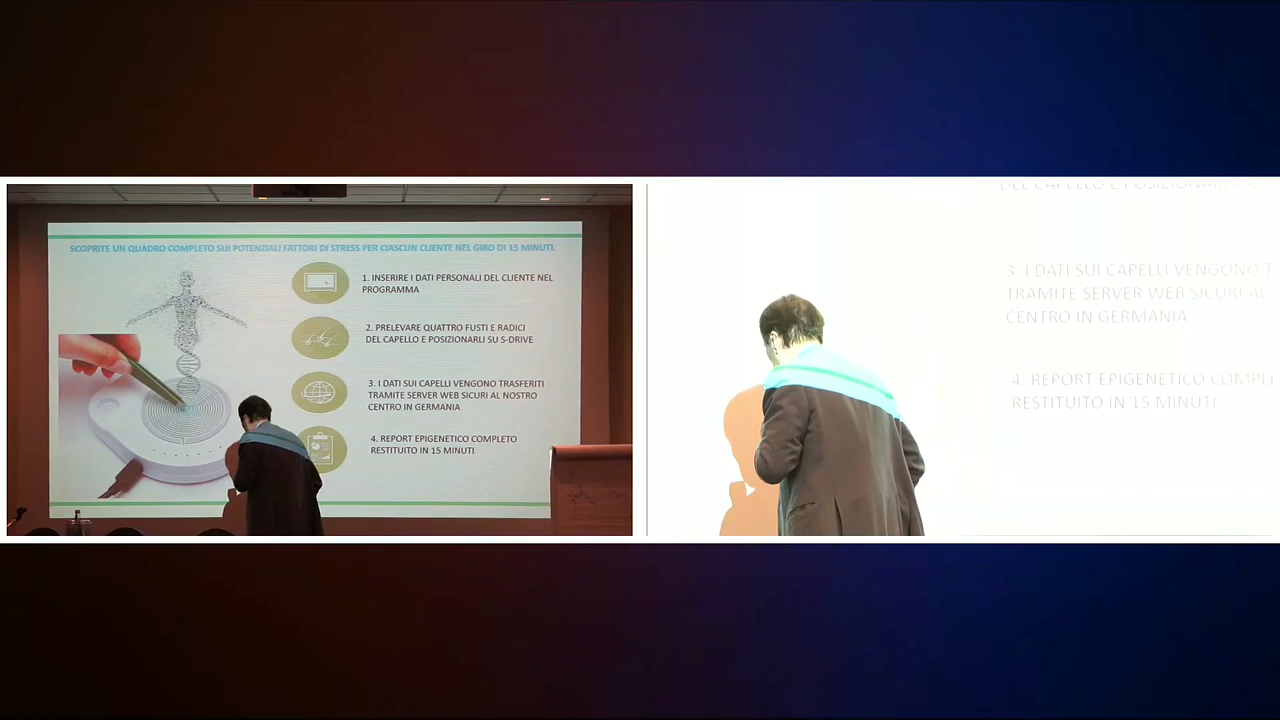 SCOPRITE UN QUADRO COMPLETO SUI POTENZIALI FATTORI DI STRESS PER CIASCUN CLIENTE NEL GIRO DI 15 MINUTI.
1. INSERIRE I DATI PERSONALI DEL CLIENTE NEL
PROGRAMMA
2. PRELEVARE QUATTRO FUSTI E RADICI
DEL CAPELLO E POSIZIONARLI SU S-DRIVE
3. I DATI SUI CAPELLI VENGONO TRASFERITI
TRAMITE SERVER WEB SICURI AL NOSTRO
CENTRO IN GERMANIA
4. REPORT EPIGENETICO COMPLETO
RESTITUITO IN 15 MINUTI
DEL CAPELLO E
3. I DATI SUI CAPELLI VENGONO T
TRAMITE SERVER WEB SICURI AL
CENTRO IN GERMANIA
4. REPORT EPIGENETICO COMPL
RESTITUITO IN 15 MINUTI